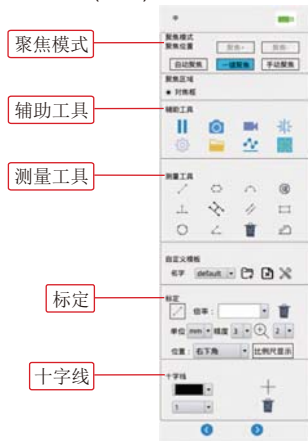 聚焦模式
聚焦位置
聚焦+
聚焦-
自动聚焦
一键聚焦
手动聚焦
聚焦区域
对焦框
辅助工具
测量工具
自定义模板
名字 default
标定
倍率：
单位 mm 精度 3 2
位置： 右下角 比例尺显示
十字线
1
聚焦模式
辅助工具
测量工具
标定
十字线